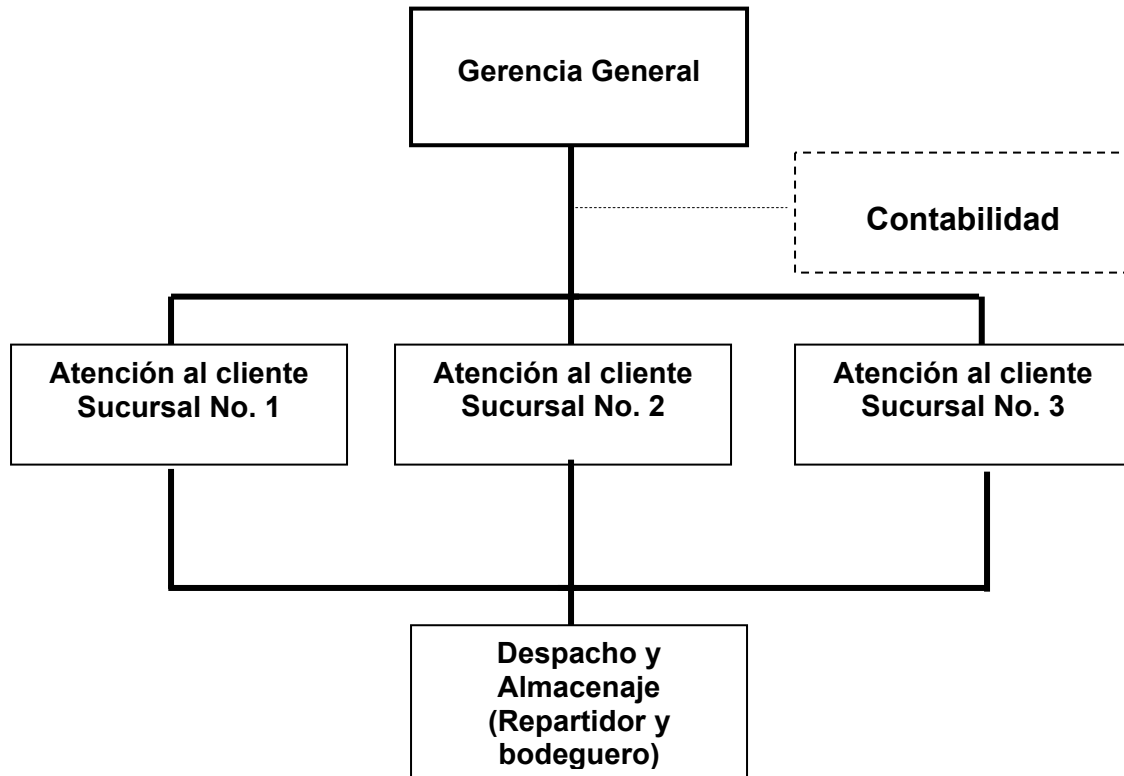 Gerencia General
Contabilidad
Atención al cliente
Sucursal No. 1
Atención al cliente
Sucursal No. 2
Atención al cliente
Sucursal No. 3
Despacho y
Almacenaje
(Repartidor y
bodeguero)